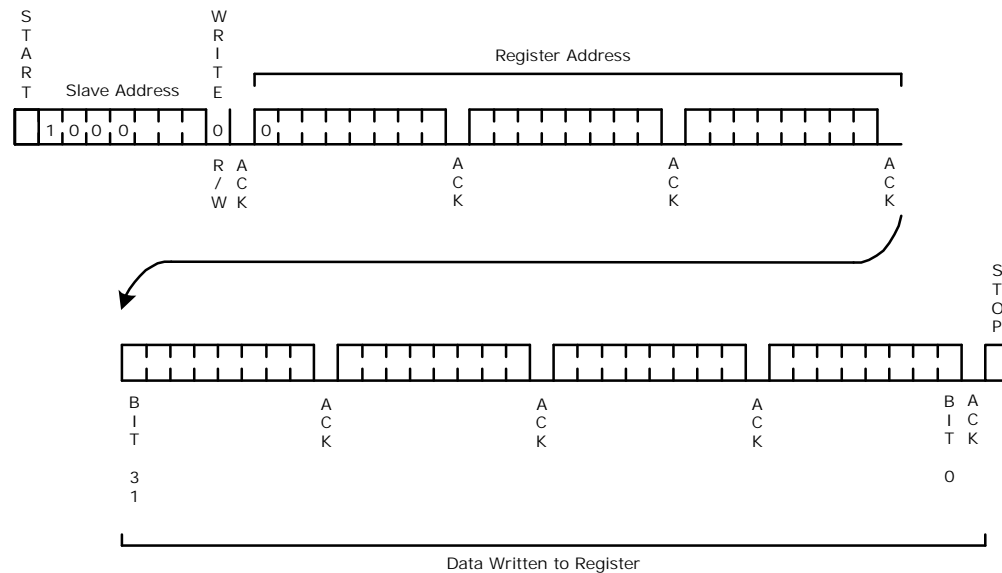 START
WRITE
Register Address
Slave Address
1 0 0 0
0
0
R/W
ACK
ACK
ACK
ACK
STOP
BIT 31
ACK
ACK
ACK
BIT 0
ACK
Data Written to Register